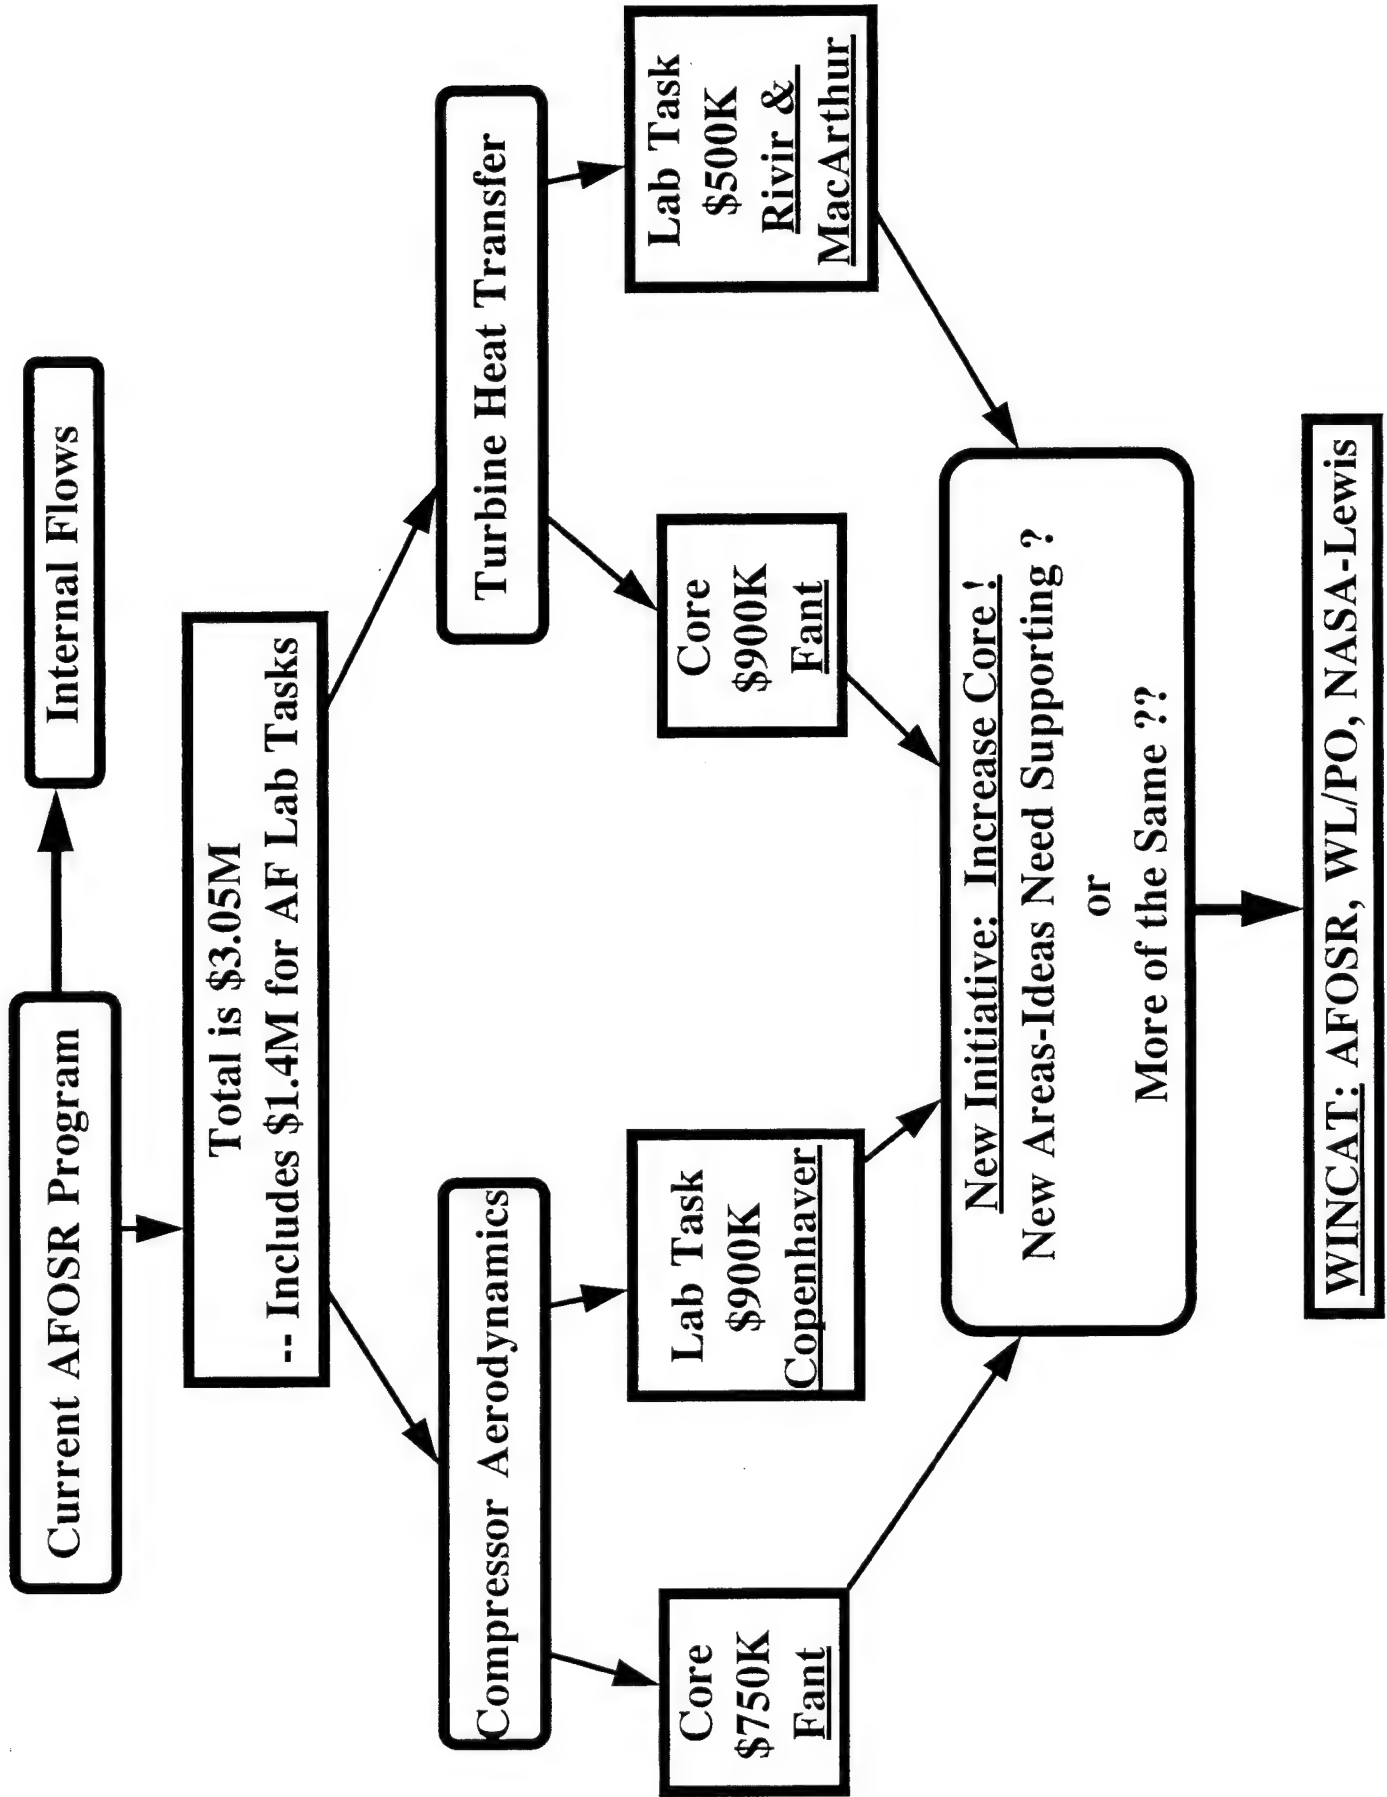 Current AFOSR Program
Internal Flows
Total is $3.05M
-- Includes $1.4M for AF Lab Tasks
Compressor Aerodynamics
Turbine Heat Transfer
Core
$750K
Fant
Lab Task
$900K
Copenhaver
Core
$900K
Fant
Lab Task
$500K
Rivir &
MacArthur
New Initiative: Increase Core !
New Areas-Ideas Need Supporting ?
or
More of the Same ??
WINCAT: AFOSR, WL/PO, NASA-Lewis